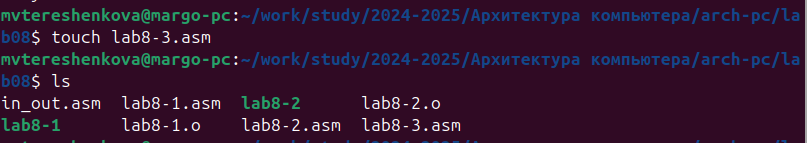 mvtereshenkova@margo-pc:~/work/study/2024-2025/Архитектура компьютера/arch-pc/la
b08$ touch lab8-3.asm
mvtereshenkova@margo-pc:~/work/study/2024-2025/Архитектура компьютера/arch-pc/la
b08$ ls
in_out.asm  lab8-1.asm  lab8-2      lab8-2.o
lab8-1      lab8-1.o    lab8-2.asm  lab8-3.asm